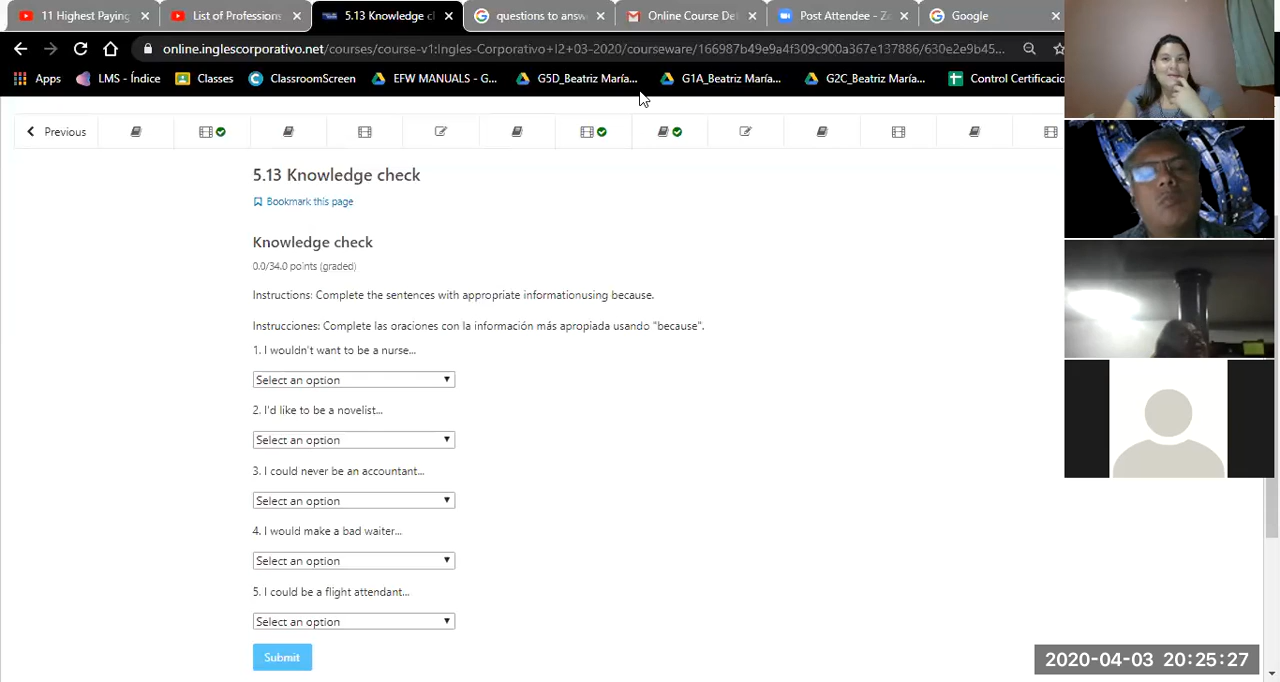 11 Highest Paying
List of Professions
5.13 Knowledge c
questions to answ
Online Course De
Post Attendee - Zo
Google
online.inglescorporativo.net/courses/course-v1:Ingles-Corporativo+I2+03-2020/courseware/166987b49e9a4f309c900a367e137886/630e2e9b45...
Apps
LMS - Índice
Classes
ClassroomScreen
EFW MANUALS - G...
G5D_Beatriz María...
G1A_Beatriz María...
G2C_Beatriz María...
Control Certificacio
Previous
5.13 Knowledge check
Bookmark this page
Knowledge check
0.0/34.0 points (graded)
Instructions: Complete the sentences with appropriate informationusing because.
Instrucciones: Complete las oraciones con la información más apropiada usando "because".
1. I wouldn't want to be a nurse...
Select an option
2. I'd like to be a novelist...
Select an option
3. I could never be an accountant...
Select an option
4. I would make a bad waiter...
Select an option
5. I could be a flight attendant...
Select an option
Submit
2020-04-03 20:25:27